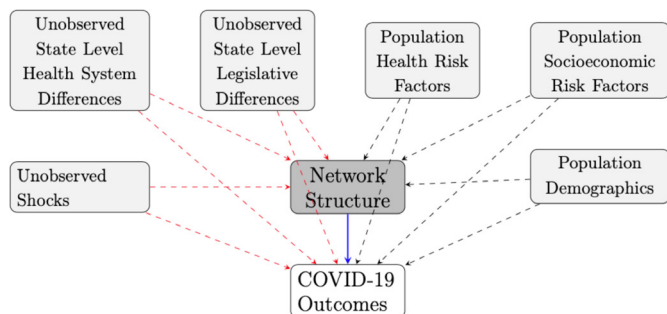 Unobserved
State Level
Health System
Differences
Unobserved
State Level
Legislative
Differences
Population
Health Risk
Factors
Population
Socioeconomic
Risk Factors
Unobserved
Shocks
Network
Structure
Population
Demographics
COVID-19
Outcomes